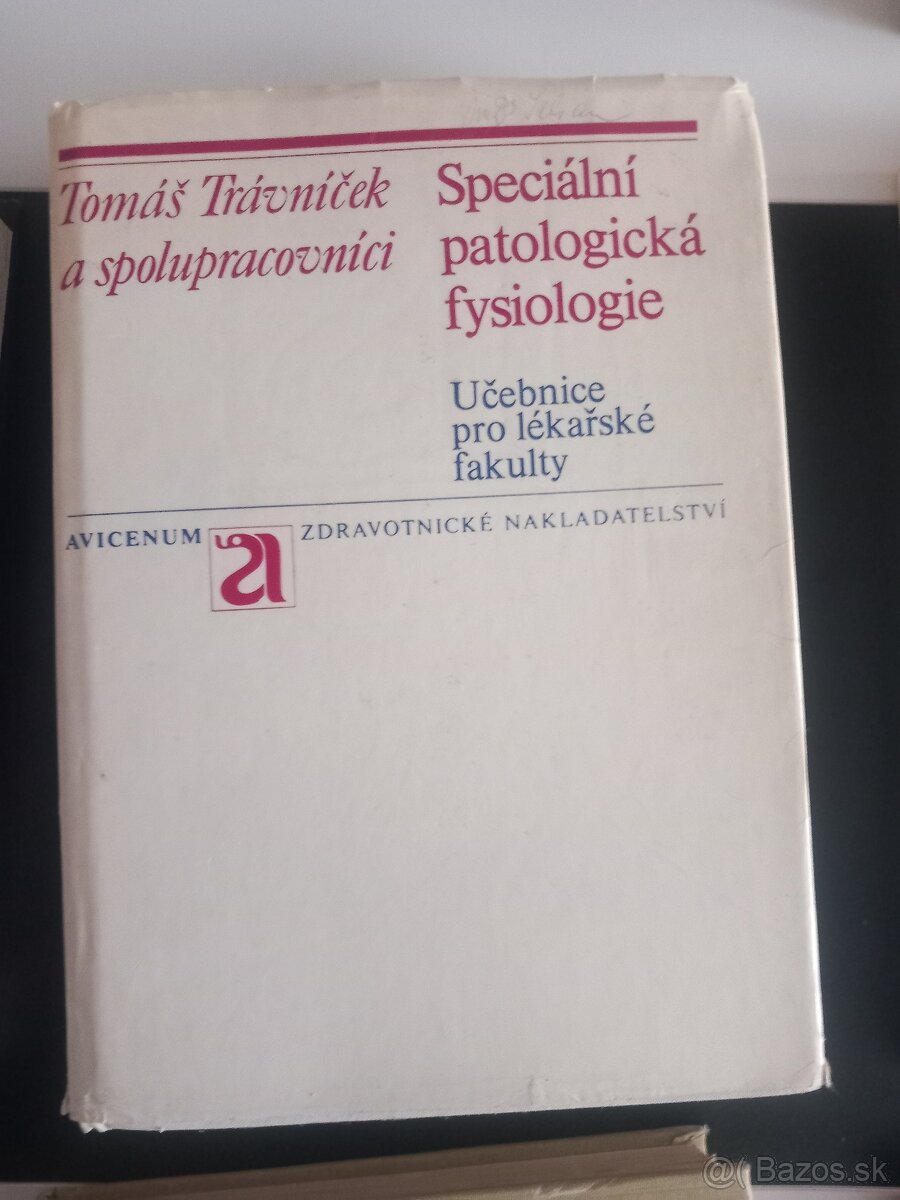 Tomáš Trávníček
a spolupracovníci
Speciální
patologická
fysiologie
Učebnice
pro lékařské
fakulty
AVICENUM
ZDRAVOTNICKÉ NAKLADATELSTVÍ
@( Bazos.sk